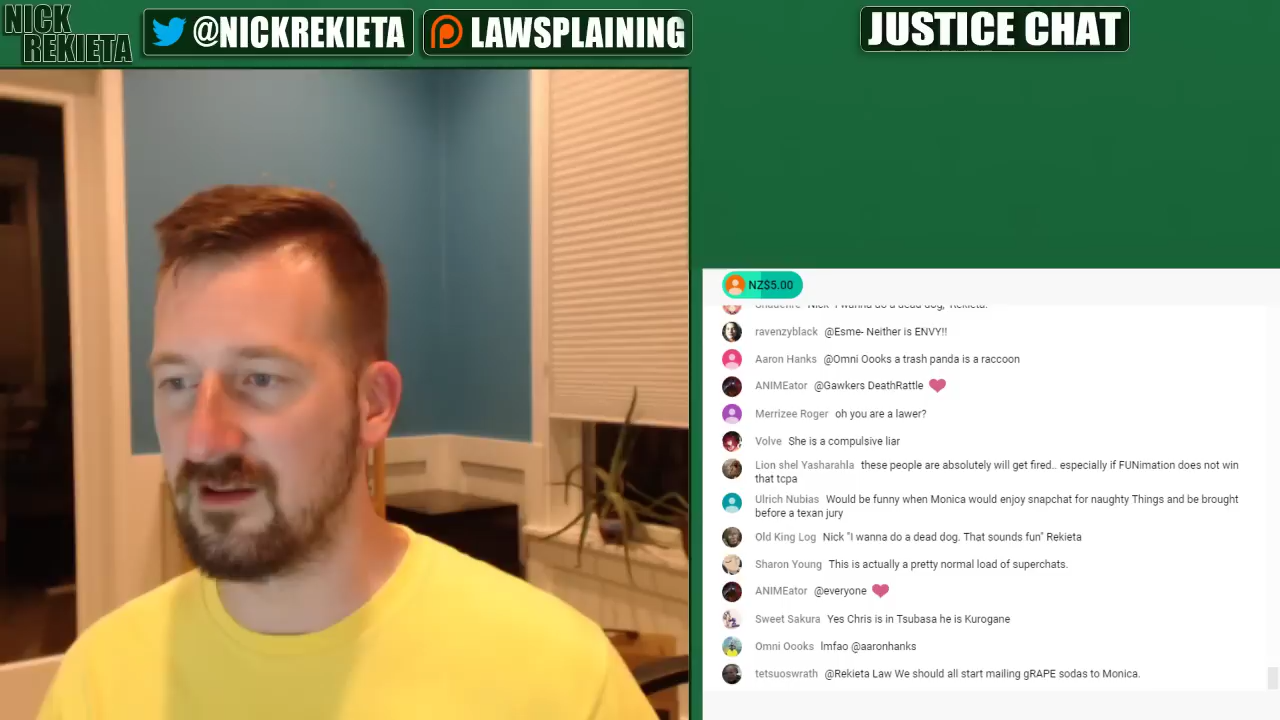 NICK
REKIETA
@NICKREKIETA
LAWSPLAINING
JUSTICE CHAT
NZ$5.00
Nick "I wanna do a dead dog," Rekieta.
ravenzyblack @Esme- Neither is ENVY!!
Aaron Hanks @Omni Oooks a trash panda is a raccoon
ANIMEator @Gawkers DeathRattle
Merrizee Roger oh you are a lawer?
Volve She is a compulsive liar
Lion shel Yasharahla these people are absolutely will get fired.. especially if FUNimation does not win
that tcpa
Ulrich Nubias Would be funny when Monica would enjoy snapchat for naughty Things and be brought
before a texan jury
Old King Log Nick "I wanna do a dead dog. That sounds fun" Rekieta
Sharon Young This is actually a pretty normal load of superchats.
ANIMEator @everyone
Sweet Sakura Yes Chris is in Tsubasa he is Kurogane
Omni Oooks lmfao @aaronhanks
tetsuoswrath @Rekieta Law We should all start mailing gRAPE sodas to Monica.